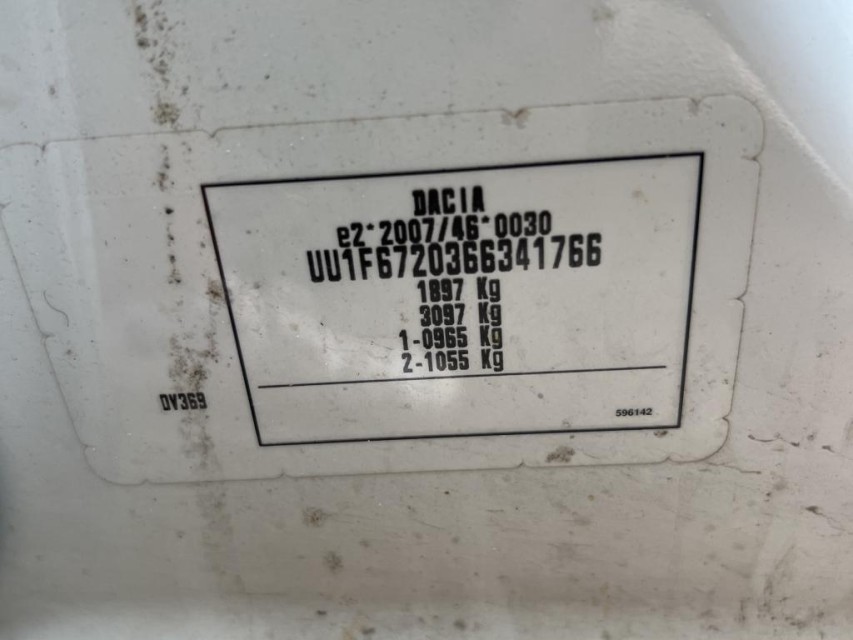 DACIA
e2*2007/46*0030
UU1F6720366341766
1897 Kg
3097 Kg
1-0965 Kg
2-1055 Kg
DV369
596142